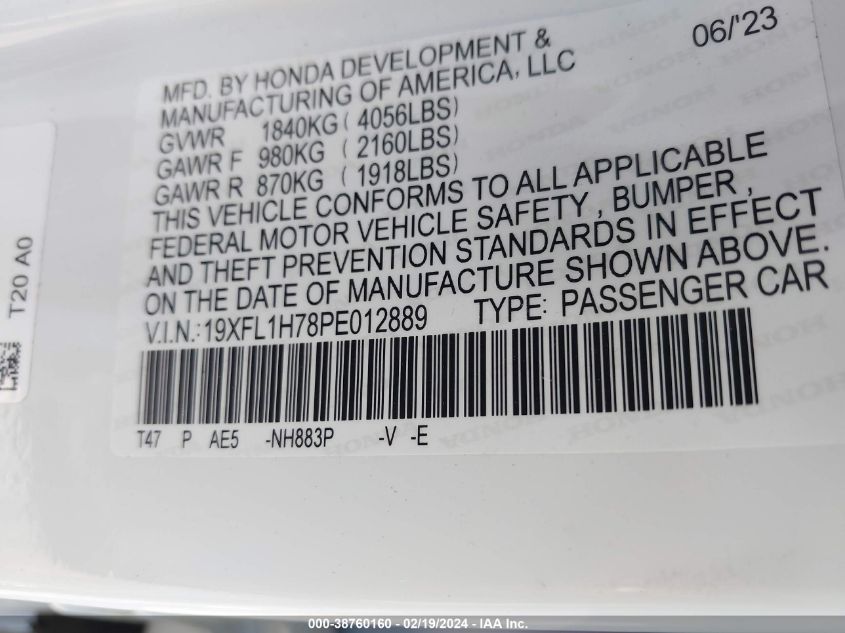 06/'23
MFD. BY HONDA DEVELOPMENT &
MANUFACTURING OF AMERICA, LLC
GVWR 1840KG ( 4056LBS)
GAWR F 980KG ( 2160LBS)
GAWR R 870KG ( 1918LBS)
THIS VEHICLE CONFORMS TO ALL APPLICABLE
FEDERAL MOTOR VEHICLE SAFETY , BUMPER ,
AND THEFT PREVENTION STANDARDS IN EFFECT
ON THE DATE OF MANUFACTURE SHOWN ABOVE.
V.I.N.:19XFL1H78PE012889 TYPE: PASSENGER CAR
T47 P AE5 -NH883P -V -E
T20 A0
000-38760160 - 02/19/2024 - IAA Inc.